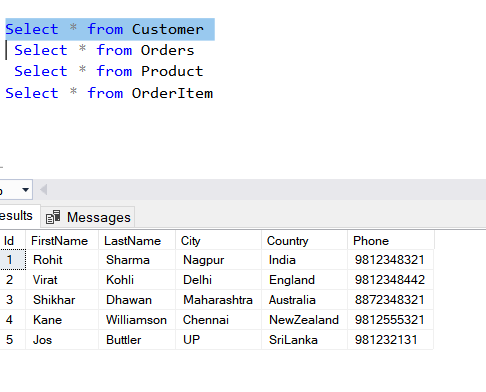 Select * from Customer
Select * from Orders
Select * from Product
Select * from OrderItem
esults Messages
Id FirstName LastName City Country Phone
1 Rohit Sharma Nagpur India 9812348321
2 Virat Kohli Delhi England 9812348442
3 Shikhar Dhawan Maharashtra Australia 8872348321
4 Kane Williamson Chennai NewZealand 9812555321
5 Jos Buttler UP SriLanka 981232131